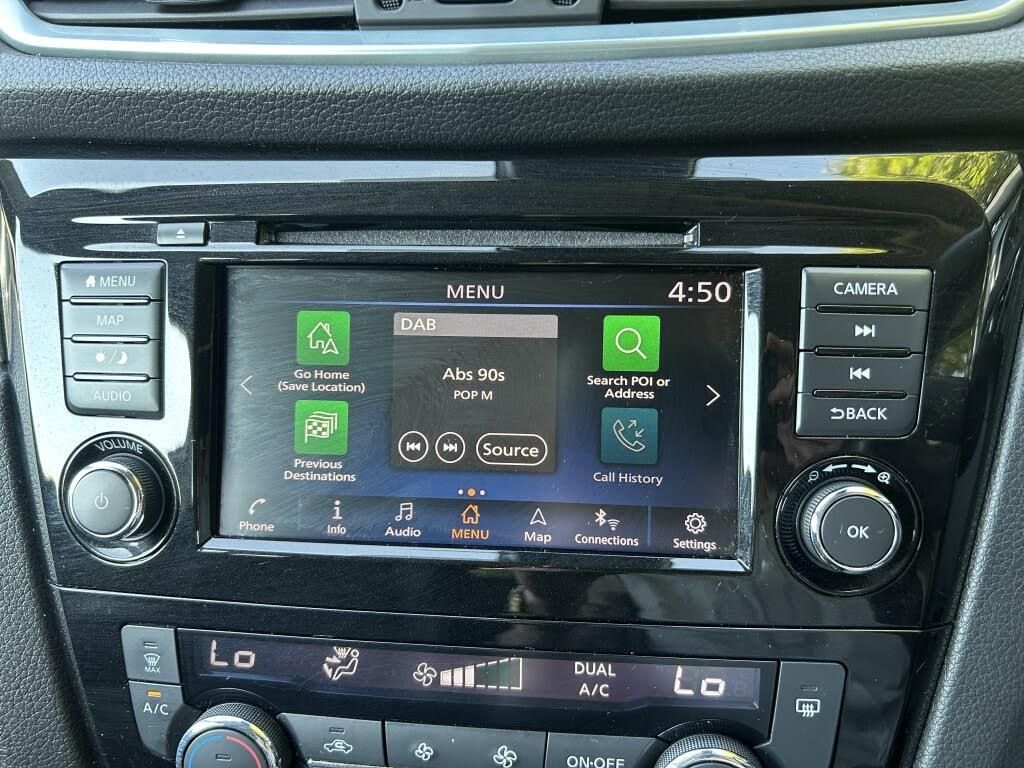 MENU
MAP
AUDIO
VOLUME
MENU
4:50
Go Home
(Save Location)
Previous
Destinations
DAB
Abs 90s
POP M
Source
Search POI or
Address
Call History
Phone
Info
Audio
MENU
Map
Connections
Settings
CAMERA
BACK
OK
MAX
A/C
Lo
DUAL
A/C
Lo
ON·OFF